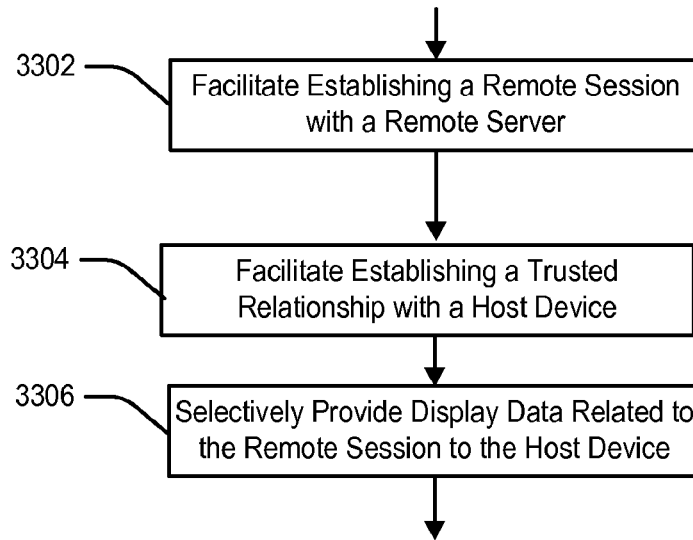 3302
Facilitate Establishing a Remote Session
with a Remote Server
3304
Facilitate Establishing a Trusted
Relationship with a Host Device
3306
Selectively Provide Display Data Related to
the Remote Session to the Host Device